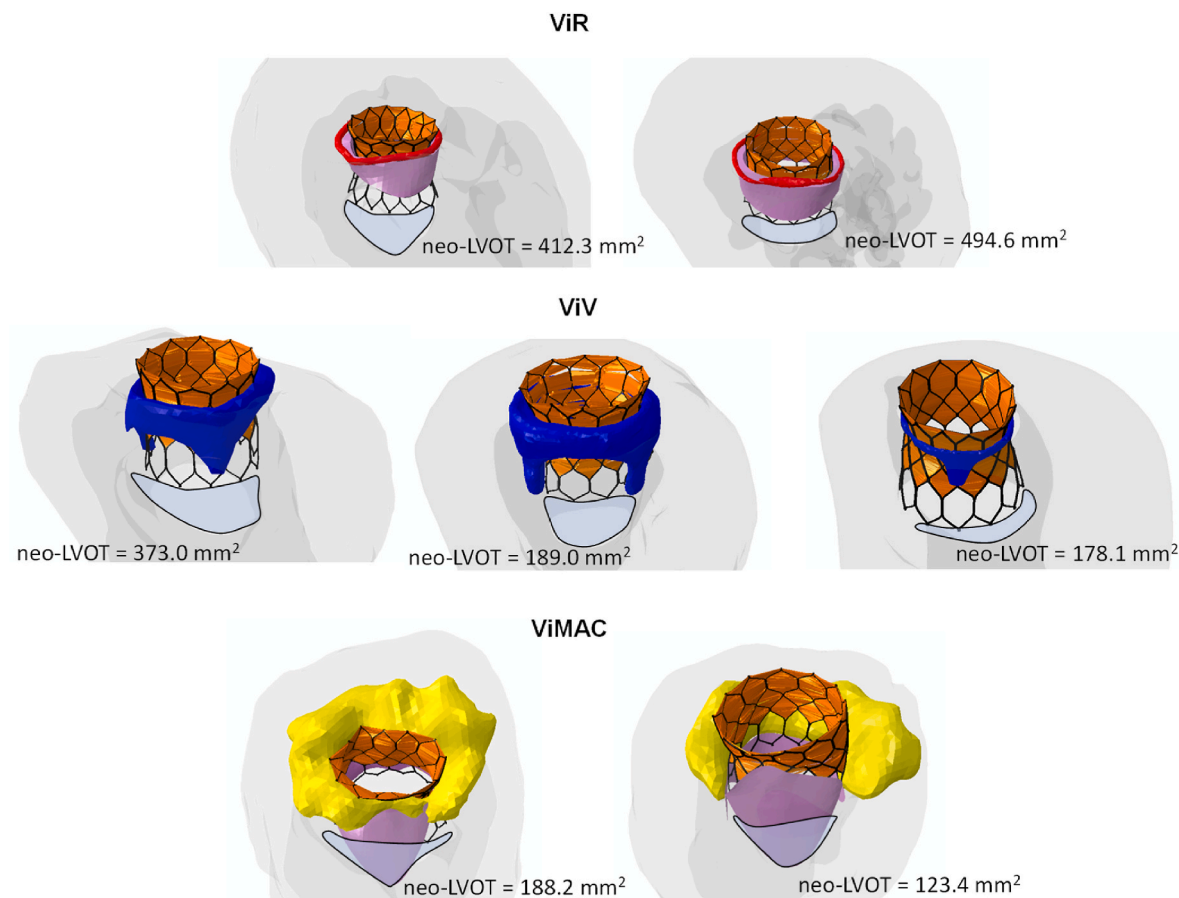 ViR
neo-LVOT = 412.3 mm²
neo-LVOT = 494.6 mm²
ViV
neo-LVOT = 373.0 mm²
neo-LVOT = 189.0 mm²
neo-LVOT = 178.1 mm²
ViMAC
neo-LVOT = 188.2 mm²
neo-LVOT = 123.4 mm²